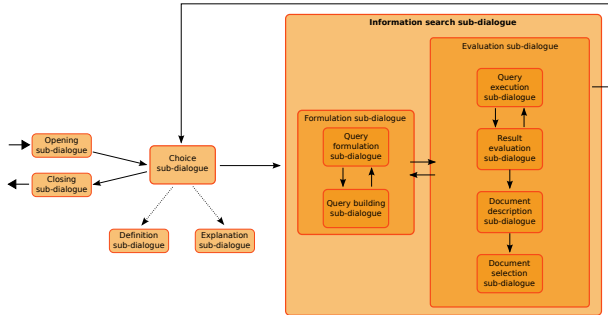 Information search sub-dialogue
Evaluation sub-dialogue
Query
execution
sub-dialogue
Formulation sub-dialogue
Query
formulation
sub-dialogue
Result
evaluation
sub-dialogue
Opening
sub-dialogue
Choice
sub-dialogue
Closing
sub-dialogue
Query building
sub-dialogue
Document
description
sub-dialogue
Definition
sub-dialogue
Explanation
sub-dialogue
Document
selection
sub-dialogue